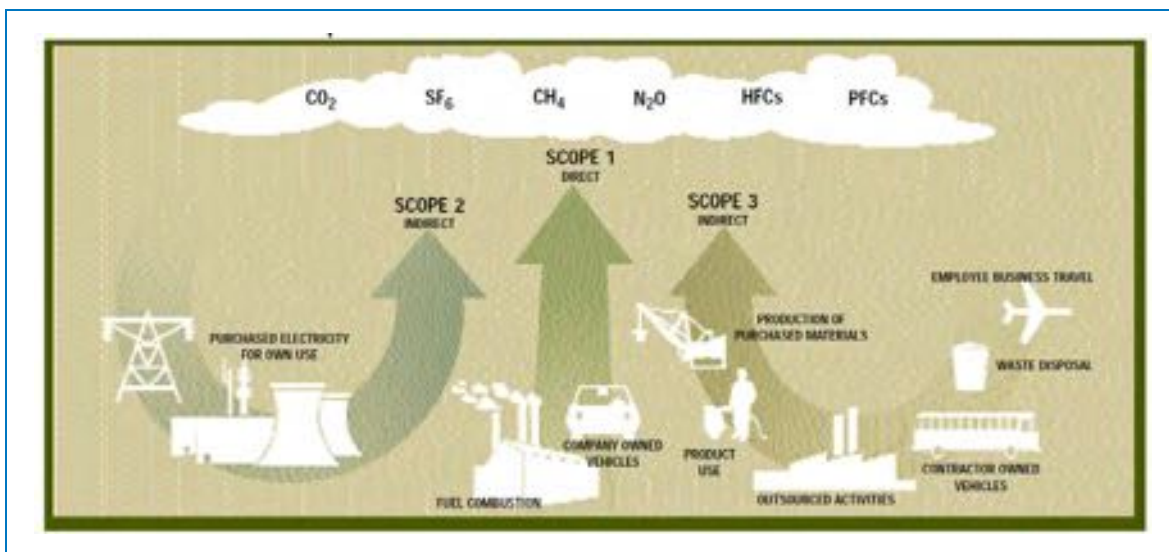 CO₂ SF₆ CH₄ N₂O HFCs PFCs
SCOPE 1
DIRECT
SCOPE 2
INDIRECT
SCOPE 3
INDIRECT
EMPLOYEE BUSINESS TRAVEL
PURCHASED ELECTRICITY
FOR OWN USE
PRODUCTION OF
PURCHASED MATERIALS
WASTE DISPOSAL
COMPANY OWNED
VEHICLES
PRODUCT
USE
CONTRACTOR OWNED
VEHICLES
FUEL COMBUSTION
OUTSOURCED ACTIVITIES